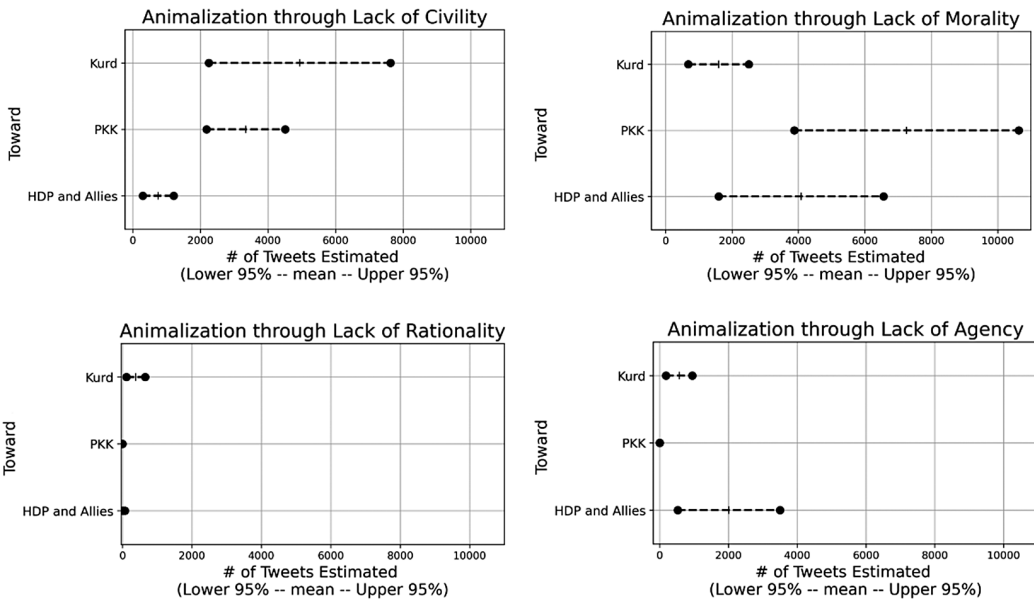 Animalization through Lack of Civility
Toward
Kurd
PKK
HDP and Allies
0 2000 4000 6000 8000 10000
# of Tweets Estimated
(Lower 95% -- mean -- Upper 95%)
Animalization through Lack of Morality
Toward
Kurd
PKK
HDP and Allies
0 2000 4000 6000 8000 10000
# of Tweets Estimated
(Lower 95% -- mean -- Upper 95%)
Animalization through Lack of Rationality
Toward
Kurd
PKK
HDP and Allies
0 2000 4000 6000 8000 10000
# of Tweets Estimated
(Lower 95% -- mean -- Upper 95%)
Animalization through Lack of Agency
Toward
Kurd
PKK
HDP and Allies
0 2000 4000 6000 8000 10000
# of Tweets Estimated
(Lower 95% -- mean -- Upper 95%)